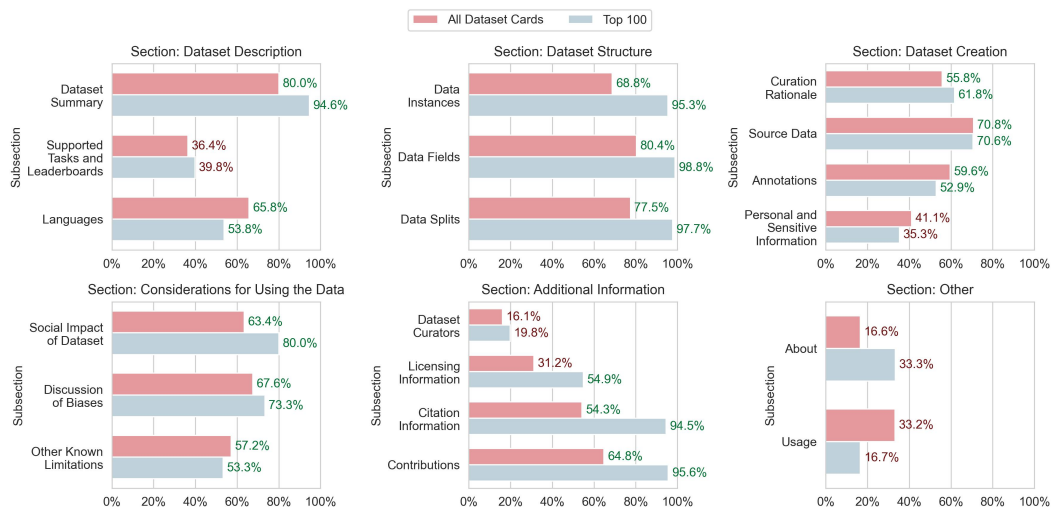 All Dataset Cards
Top 100
Section: Dataset Description
Subsection
Dataset
Summary
80.0%
94.6%
Supported
Tasks and
Leaderboards
36.4%
39.8%
Languages
65.8%
53.8%
0% 20% 40% 60% 80% 100%
Section: Dataset Structure
Subsection
Data
Instances
68.8%
95.3%
Data Fields
80.4%
98.8%
Data Splits
77.5%
97.7%
0% 20% 40% 60% 80% 100%
Section: Dataset Creation
Subsection
Curation
Rationale
55.8%
61.8%
Source Data
70.8%
70.6%
Annotations
59.6%
52.9%
Personal and
Sensitive
Information
41.1%
35.3%
0% 20% 40% 60% 80% 100%
Section: Considerations for Using the Data
Subsection
Social Impact
of Dataset
63.4%
80.0%
Discussion
of Biases
67.6%
73.3%
Other Known
Limitations
57.2%
53.3%
0% 20% 40% 60% 80% 100%
Section: Additional Information
Subsection
Dataset
Curators
16.1%
19.8%
Licensing
Information
31.2%
54.9%
Citation
Information
54.3%
94.5%
Contributions
64.8%
95.6%
0% 20% 40% 60% 80% 100%
Section: Other
Subsection
About
16.6%
33.3%
Usage
33.2%
16.7%
0% 20% 40% 60% 80% 100%